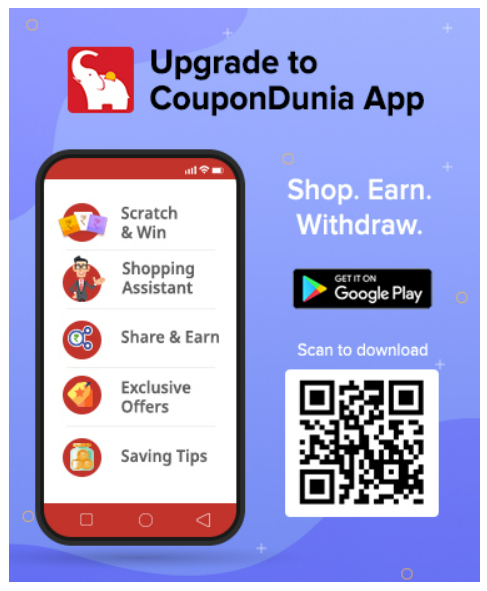 Upgrade to
CouponDunia App
Scratch
& Win
Shopping
Assistant
Share & Earn
Exclusive
Offers
Saving Tips
Shop. Earn.
Withdraw.
GET IT ON
Google Play
Scan to download